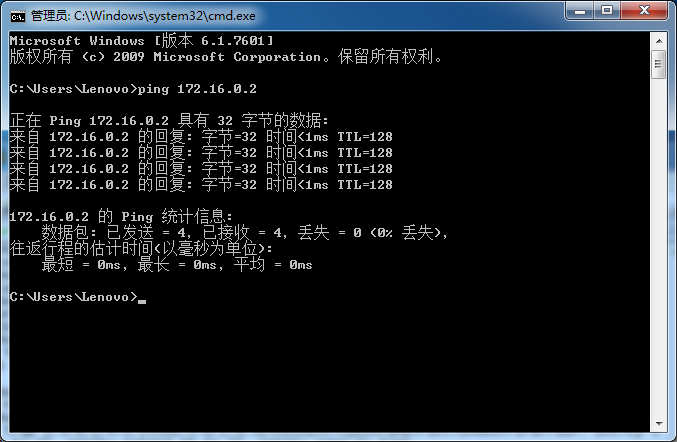 管理员: C:\Windows\system32\cmd.exe
Microsoft Windows [版本 6.1.7601]
版权所有 (c) 2009 Microsoft Corporation。保留所有权利。
C:\Users\Lenovo>ping 172.16.0.2
正在 Ping 172.16.0.2 具有 32 字节的数据:
来自 172.16.0.2 的回复: 字节=32 时间<1ms TTL=128
来自 172.16.0.2 的回复: 字节=32 时间<1ms TTL=128
来自 172.16.0.2 的回复: 字节=32 时间<1ms TTL=128
来自 172.16.0.2 的回复: 字节=32 时间<1ms TTL=128
172.16.0.2 的 Ping 统计信息:
数据包: 已发送 = 4，已接收 = 4，丢失 = 0 (0% 丢失)，
往返行程的估计时间(以毫秒为单位):
最短 = 0ms，最长 = 0ms，平均 = 0ms
C:\Users\Lenovo>